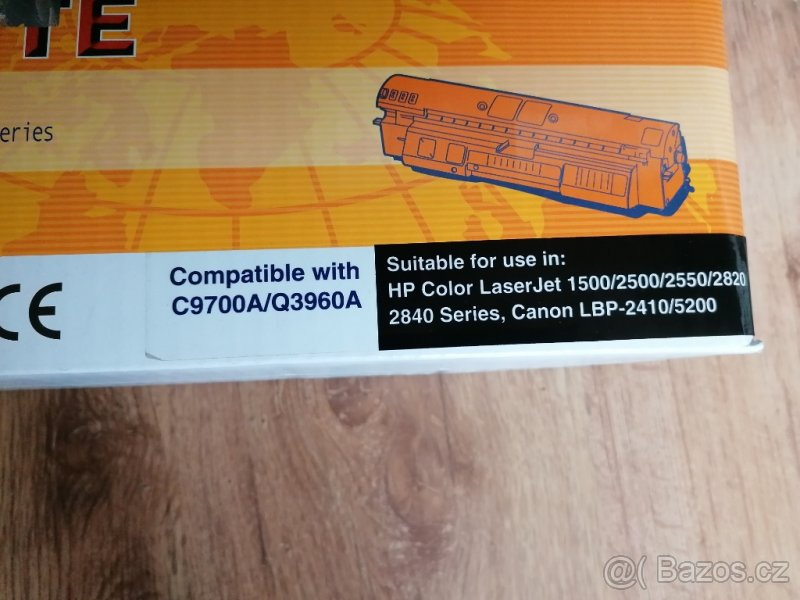 TE
eries
CE
Compatible with
C9700A/Q3960A
Suitable for use in:
HP Color LaserJet 1500/2500/2550/2820
2840 Series, Canon LBP-2410/5200
@( Bazos.cz